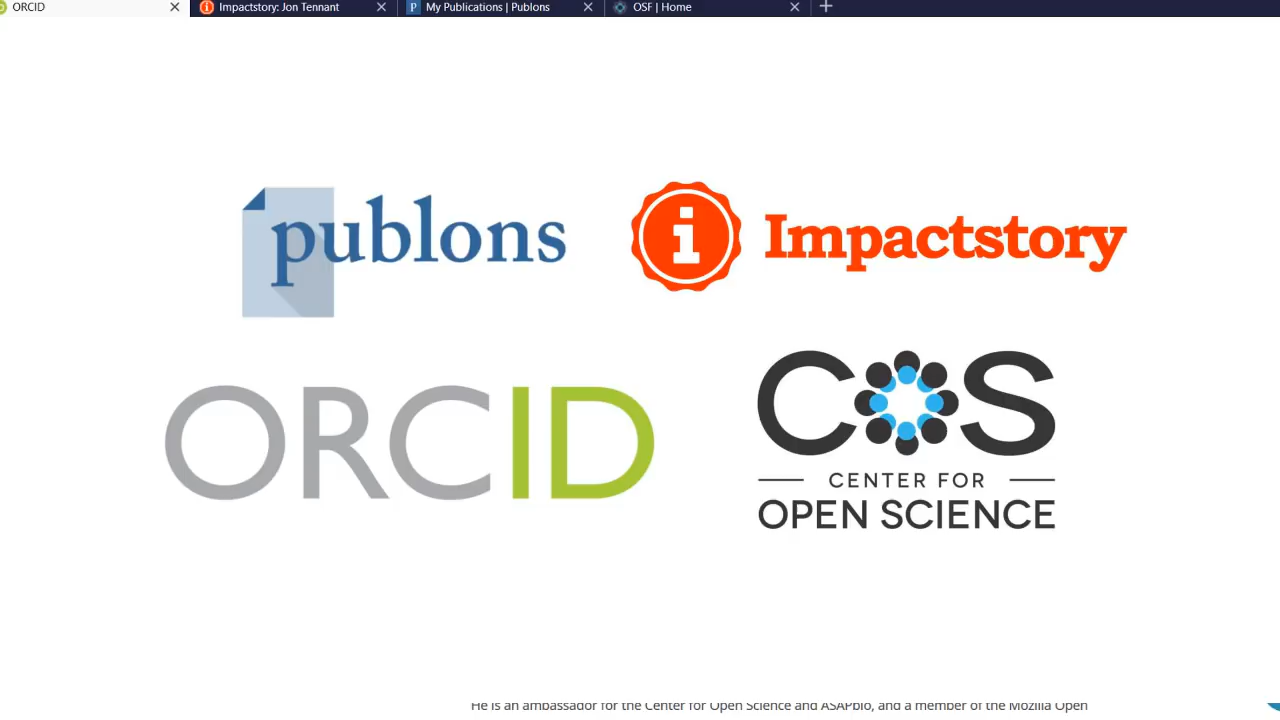 ORCID
Impactstory: Jon Tennant
My Publications | Publons
OSF | Home
publons
i Impactstory
ORCID
COS
CENTER FOR
OPEN SCIENCE
He is an ambassador for the Center for Open Science and ASAPbio, and a member of the Mozilla Open